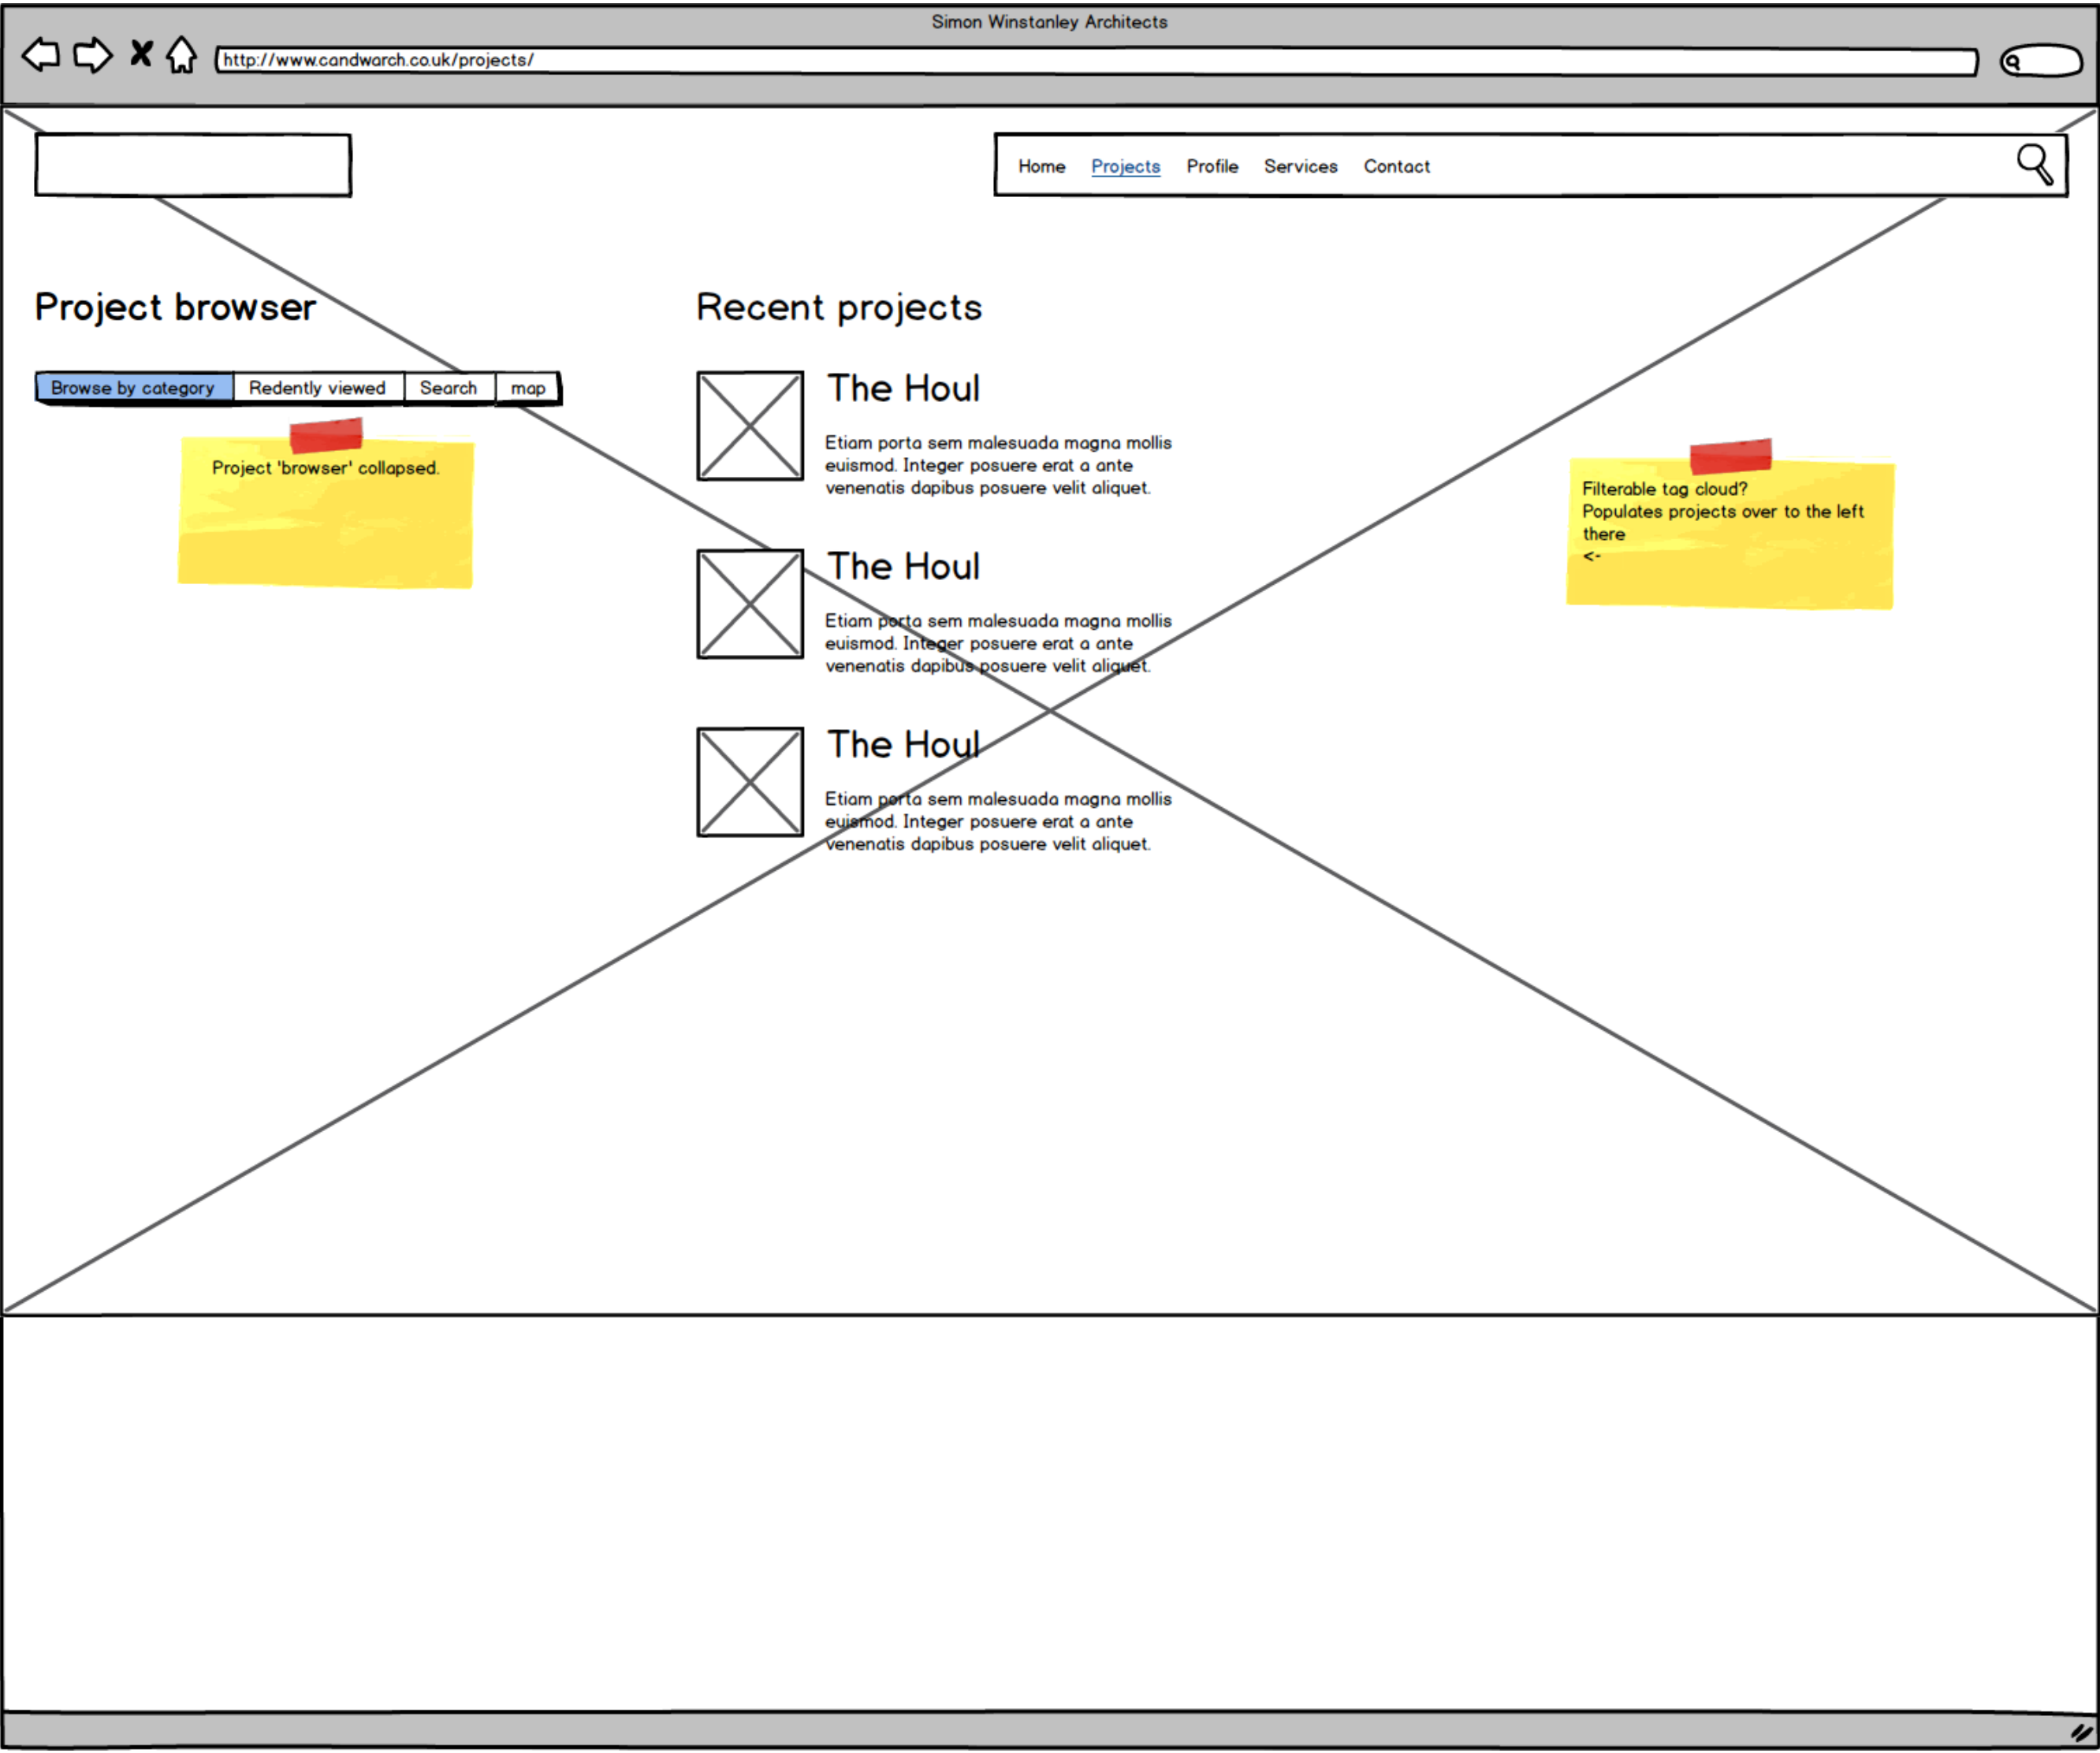 Simon Winstanley Architects
http://www.candwarch.co.uk/projects/
Home Projects Profile Services Contact
Project browser
Browse by category Redently viewed Search map
Project 'browser' collapsed.
Recent projects
The Houl
Etiam porta sem malesuada magna mollis
euismod. Integer posuere erat a ante
venenatis dapibus posuere velit aliquet.
The Houl
Etiam porta sem malesuada magna mollis
euismod. Integer posuere erat a ante
venenatis dapibus posuere velit aliquet.
The Houl
Etiam porta sem malesuada magna mollis
euismod. Integer posuere erat a ante
venenatis dapibus posuere velit aliquet.
Filterable tag cloud?
Populates projects over to the left
there
<-